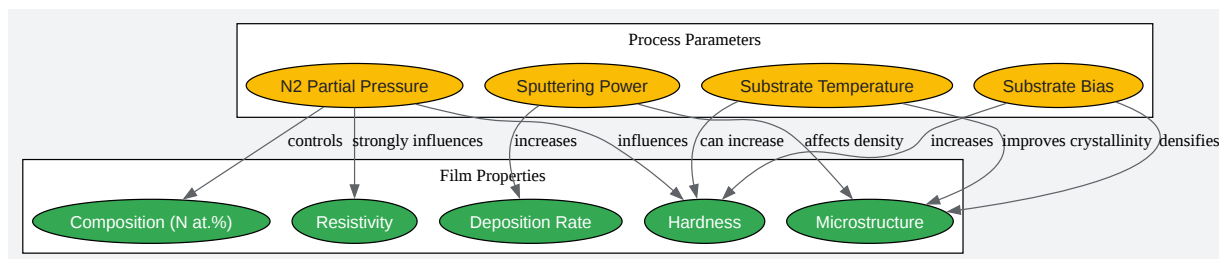 Process Parameters
N2 Partial Pressure
Sputtering Power
Substrate Temperature
Substrate Bias
controls
strongly influences
increases
influences
can increase
affects density
increases
improves crystallinity
densifies
Film Properties
Composition (N at.%)
Resistivity
Deposition Rate
Hardness
Microstructure